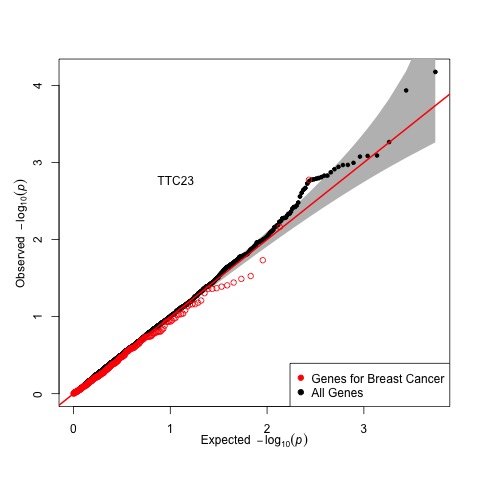 4
3
2
1
0
Observed −log10(p)
TTC23
Genes for Breast Cancer
All Genes
0 1 2 3
Expected −log10(p)